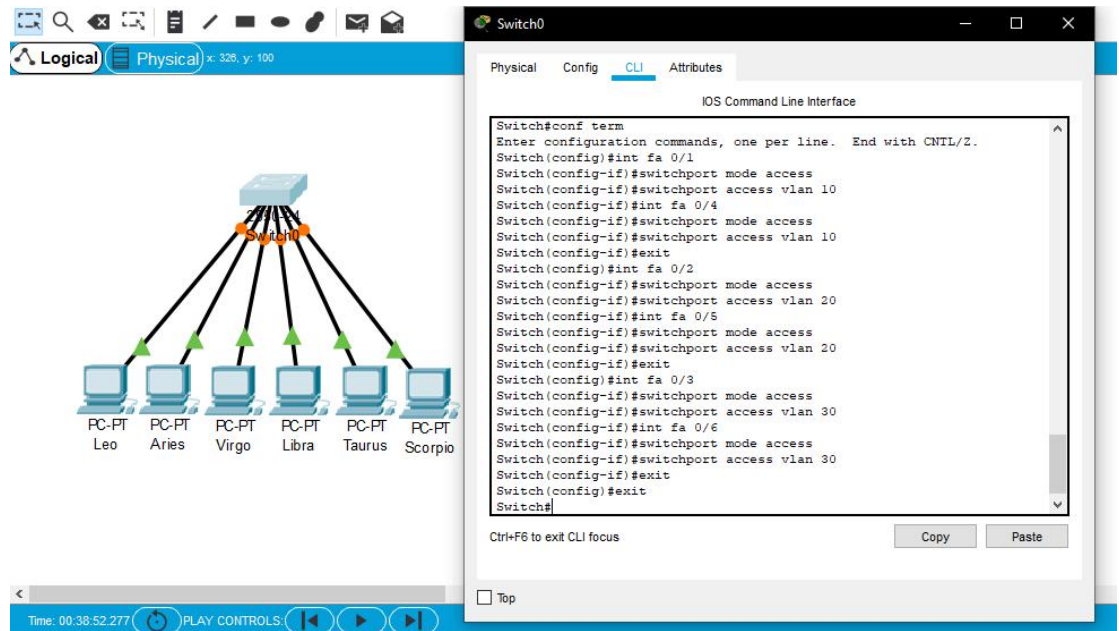 Logical
Physical
x: 326, y: 100
Switch0
PC-PT
Leo
PC-PT
Aries
PC-PT
Virgo
PC-PT
Libra
PC-PT
Taurus
PC-PT
Scorpio
Time: 00:38:52.277
PLAY CONTROLS:
Switch0
Physical Config CLI Attributes
IOS Command Line Interface
Switch#conf term
Enter configuration commands, one per line. End with CNTL/Z.
Switch(config)#int fa 0/1
Switch(config-if)#switchport mode access
Switch(config-if)#switchport access vlan 10
Switch(config-if)#int fa 0/4
Switch(config-if)#switchport mode access
Switch(config-if)#switchport access vlan 10
Switch(config-if)#exit
Switch(config)#int fa 0/2
Switch(config-if)#switchport mode access
Switch(config-if)#switchport access vlan 20
Switch(config-if)#int fa 0/5
Switch(config-if)#switchport mode access
Switch(config-if)#switchport access vlan 20
Switch(config-if)#exit
Switch(config)#int fa 0/3
Switch(config-if)#switchport mode access
Switch(config-if)#switchport access vlan 30
Switch(config-if)#int fa 0/6
Switch(config-if)#switchport mode access
Switch(config-if)#switchport access vlan 30
Switch(config-if)#exit
Switch(config)#exit
Switch#
Ctrl+F6 to exit CLI focus
Copy
Paste
Top